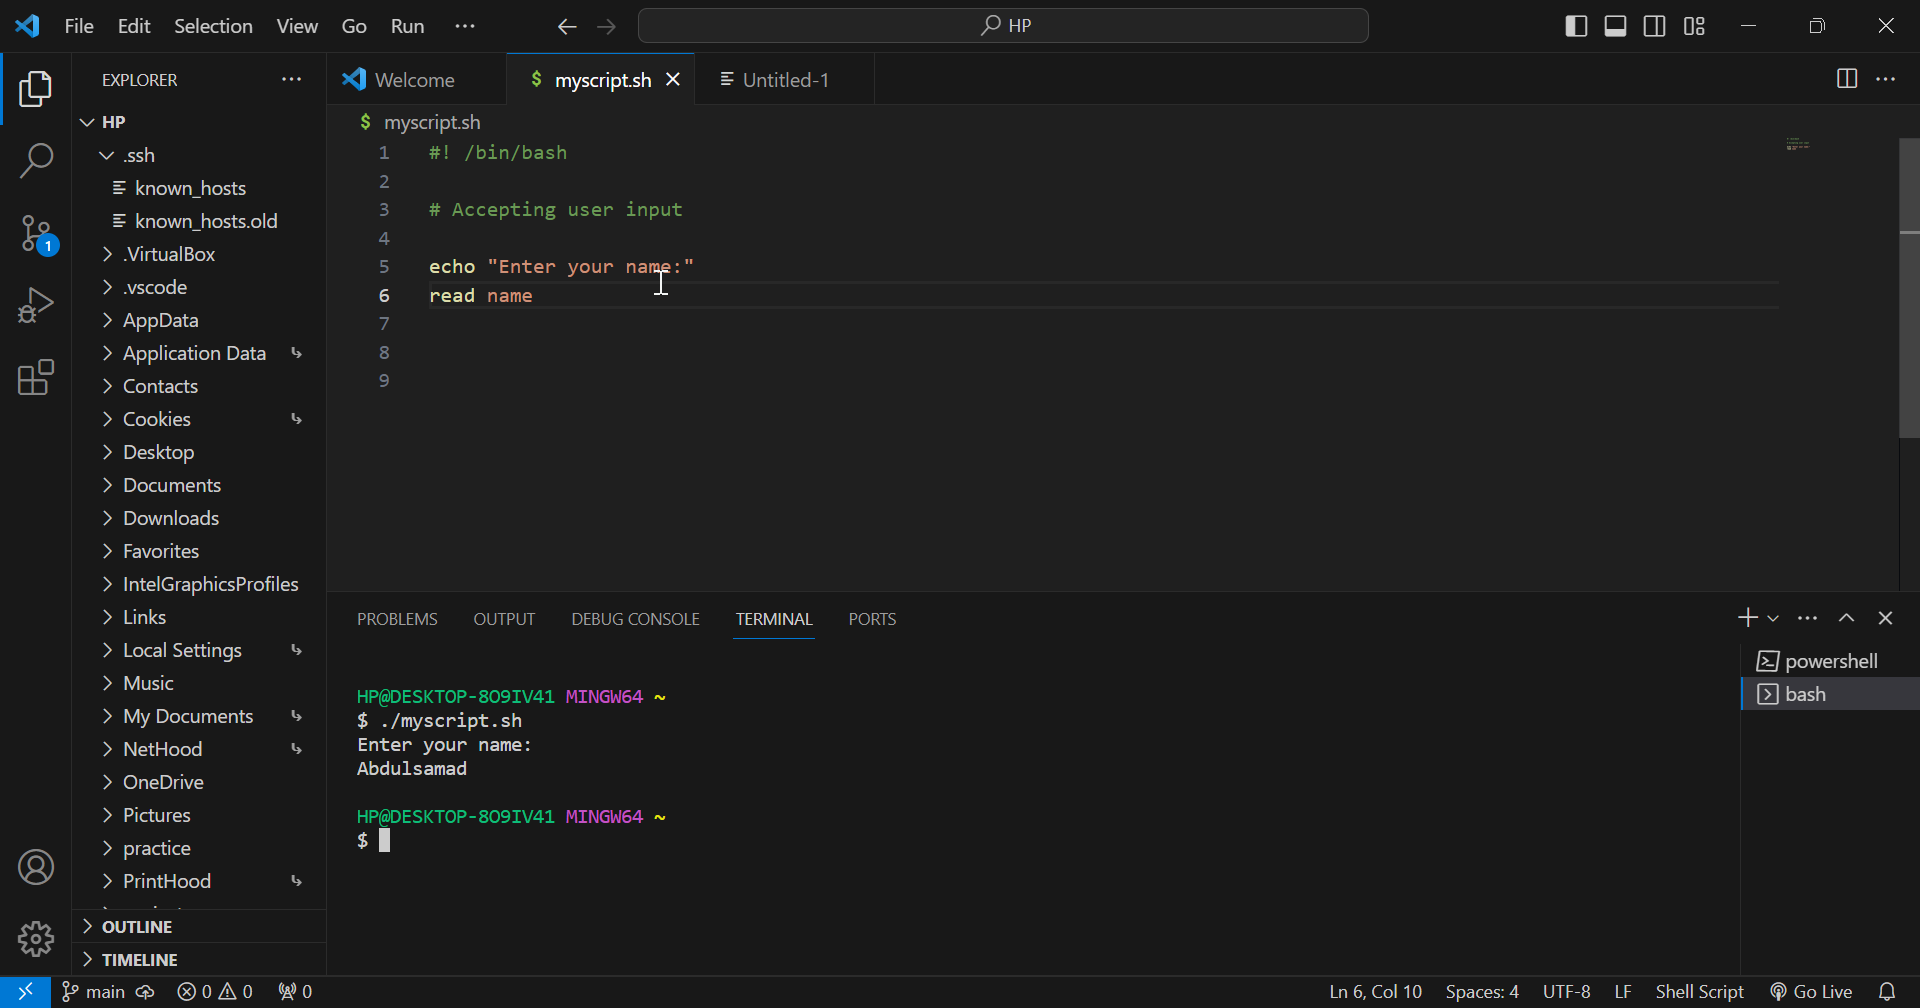 File Edit Selection View Go Run ···
HP
EXPLORER ···
HP
.ssh
known_hosts
known_hosts.old
.VirtualBox
.vscode
AppData
Application Data
Contacts
Cookies
Desktop
Documents
Downloads
Favorites
IntelGraphicsProfiles
Links
Local Settings
Music
My Documents
NetHood
OneDrive
Pictures
practice
PrintHood
OUTLINE
TIMELINE
1
Welcome
$ myscript.sh
Untitled-1
$ myscript.sh
1 #! /bin/bash
2
3 # Accepting user input
4
5 echo "Enter your name:"
6 read name
7
8
9
PROBLEMS OUTPUT DEBUG CONSOLE TERMINAL PORTS
HP@DESKTOP-8O9IV41 MINGW64 ~
$ ./myscript.sh
Enter your name:
Abdulsamad
HP@DESKTOP-8O9IV41 MINGW64 ~
$
powershell
bash
main 0 0 0 Ln 6, Col 10 Spaces: 4 UTF-8 LF Shell Script Go Live